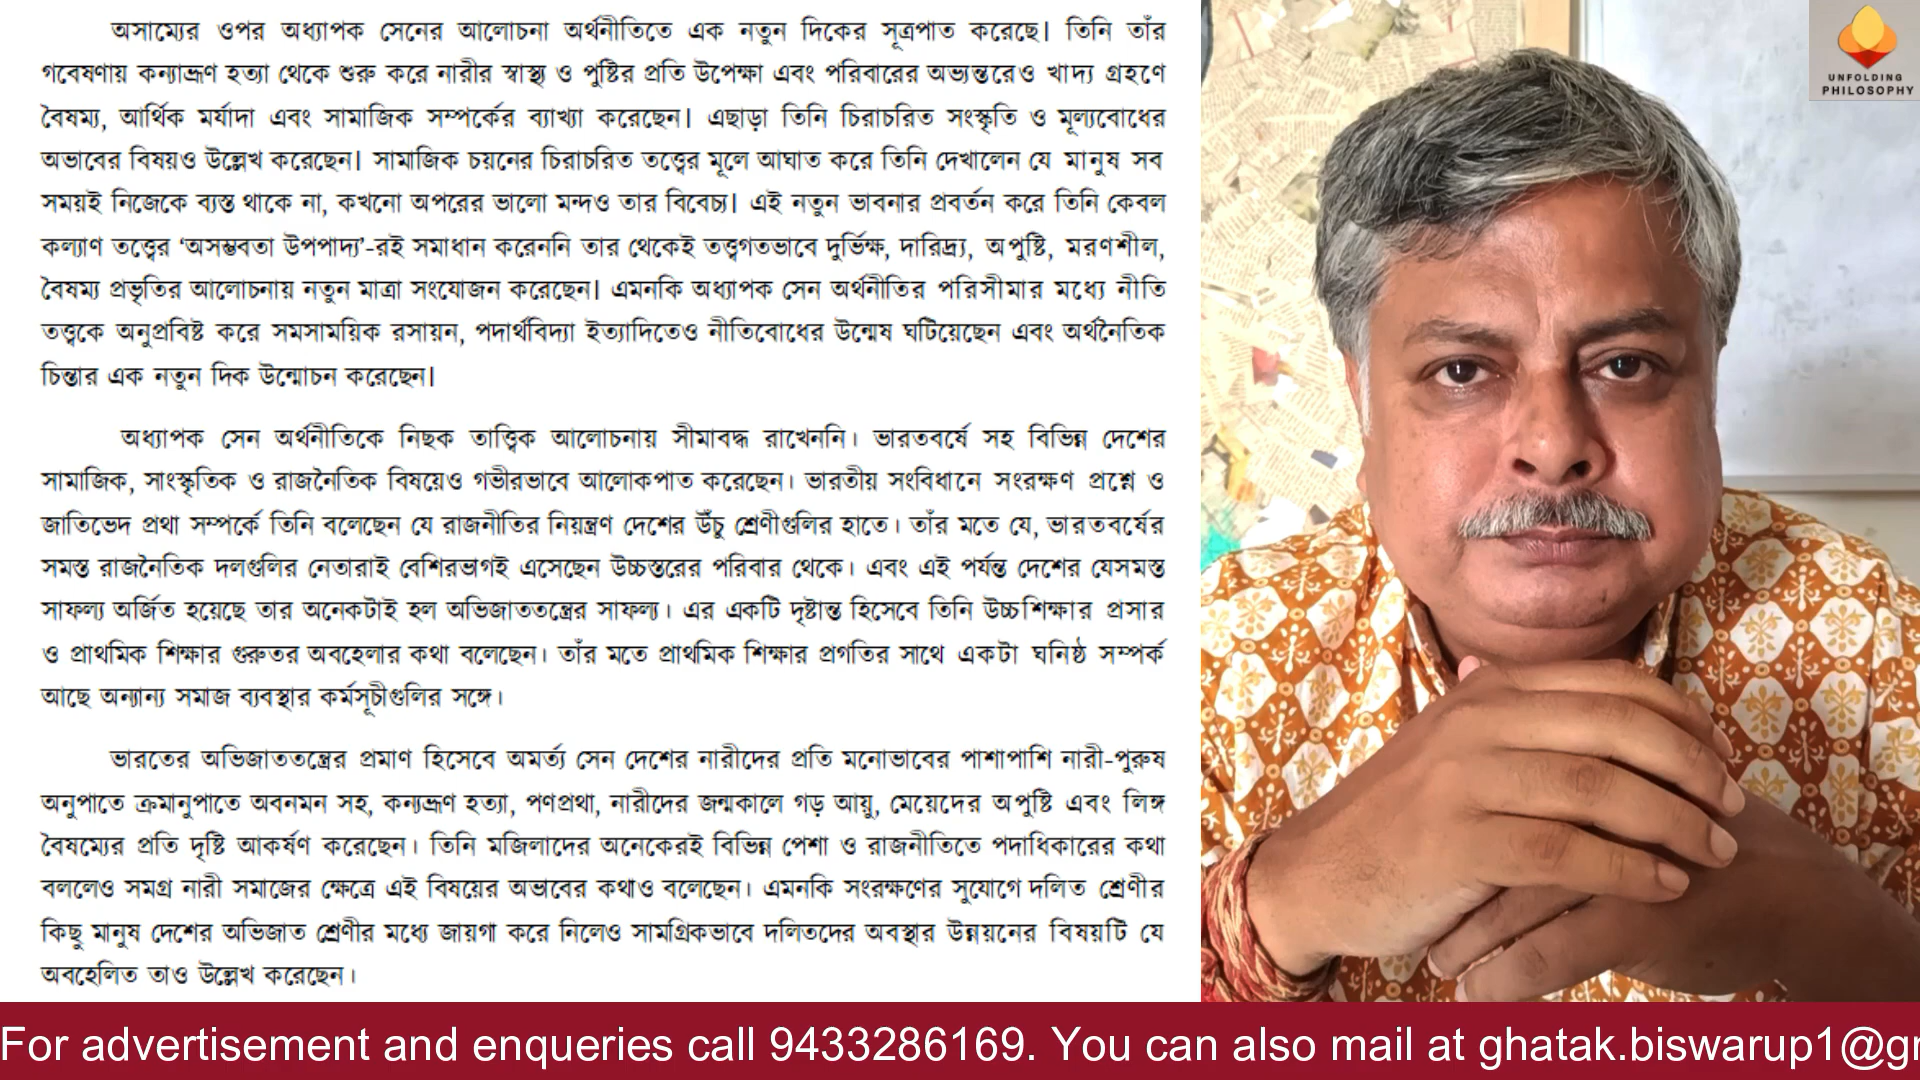 অসাম্যের ওপর অধ্যাপক সেনের আলোচনা অর্থনীতিতে এক নতুন দিকের সূত্রপাত করেছে। তিনি তাঁর
গবেষণায় কন্যাভ্রূণ হত্যা থেকে শুরু করে নারীর স্বাস্থ্য ও পুষ্টির প্রতি উপেক্ষা এবং পরিবারের অভ্যন্তরেও খাদ্য গ্রহণে
বৈষম্য, আর্থিক মর্যাদা এবং সামাজিক সম্পর্কের ব্যাখ্যা করেছেন। এছাড়া তিনি চিরাচরিত সংস্কৃতি ও মূল্যবোধের
অভাবের বিষয়ও উল্লেখ করেছেন। সামাজিক চয়নের চিরাচরিত তত্ত্বের মূলে আঘাত করে তিনি দেখালেন যে মানুষ সব
সময়ই নিজেকে ব্যস্ত থাকে না, কখনো অপরের ভালো মন্দও তার বিবেচ্য। এই নতুন ভাবনার প্রবর্তন করে তিনি কেবল
কল্যাণ তত্ত্বের ‘অসম্ভবতা উপপাদ্য’-রই সমাধান করেননি তার থেকেই তত্ত্বগতভাবে দুর্ভিক্ষ, দারিদ্র্য, অপুষ্টি, মরণশীল,
বৈষম্য প্রভৃতির আলোচনায় নতুন মাত্রা সংযোজন করেছেন। এমনকি অধ্যাপক সেন অর্থনীতির পরিসীমার মধ্যে নীতি
তত্ত্বকে অনুপ্রবিষ্ট করে সমসাময়িক রসায়ন, পদার্থবিদ্যা ইত্যাদিতেও নীতিবোধের উন্মেষ ঘটিয়েছেন এবং অর্থনৈতিক
চিন্তার এক নতুন দিক উন্মোচন করেছেন।
অধ্যাপক সেন অর্থনীতিকে নিছক তাত্ত্বিক আলোচনায় সীমাবদ্ধ রাখেননি। ভারতবর্ষে সহ বিভিন্ন দেশের
সামাজিক, সাংস্কৃতিক ও রাজনৈতিক বিষয়েও গভীরভাবে আলোকপাত করেছেন। ভারতীয় সংবিধানে সংরক্ষণ প্রশ্নে ও
জাতিভেদ প্রথা সম্পর্কে তিনি বলেছেন যে রাজনীতির নিয়ন্ত্রণ দেশের উঁচু শ্রেণীগুলির হাতে। তাঁর মতে যে, ভারতবর্ষের
সমস্ত রাজনৈতিক দলগুলির নেতারাই বেশিরভাগই এসেছেন উচ্চস্তরের পরিবার থেকে। এবং এই পর্যন্ত দেশের যেসমস্ত
সাফল্য অর্জিত হয়েছে তার অনেকটাই হল অভিজাততন্ত্রের সাফল্য। এর একটি দৃষ্টান্ত হিসেবে তিনি উচ্চশিক্ষার প্রসার
ও প্রাথমিক শিক্ষার গুরুতর অবহেলার কথা বলেছেন। তাঁর মতে প্রাথমিক শিক্ষার প্রগতির সাথে একটা ঘনিষ্ঠ সম্পর্ক
আছে অন্যান্য সমাজ ব্যবস্থার কর্মসূচীগুলির সঙ্গে।
ভারতের অভিজাততন্ত্রের প্রমাণ হিসেবে অমর্ত্য সেন দেশের নারীদের প্রতি মনোভাবের পাশাপাশি নারী-পুরুষ
অনুপাতে ক্রমানুপাতে অবনমন সহ, কন্যভ্রূণ হত্যা, পণপ্রথা, নারীদের জন্মকালে গড় আয়ু, মেয়েদের অপুষ্টি এবং লিঙ্গ
বৈষম্যের প্রতি দৃষ্টি আকর্ষণ করেছেন। তিনি মজিলাদের অনেকেরই বিভিন্ন পেশা ও রাজনীতিতে পদাধিকারের কথা
বললেও সমগ্র নারী সমাজের ক্ষেত্রে এই বিষয়ের অভাবের কথাও বলেছেন। এমনকি সংরক্ষণের সুযোগে দলিত শ্রেণীর
কিছু মানুষ দেশের অভিজাত শ্রেণীর মধ্যে জায়গা করে নিলেও সামগ্রিকভাবে দলিতদের অবস্থার উন্নয়নের বিষয়টি যে
অবহেলিত তাও উল্লেখ করেছেন।
UNFOLDING
PHILOSOPHY
For advertisement and enqueries call 9433286169. You can also mail at ghatak.biswarup1@gr